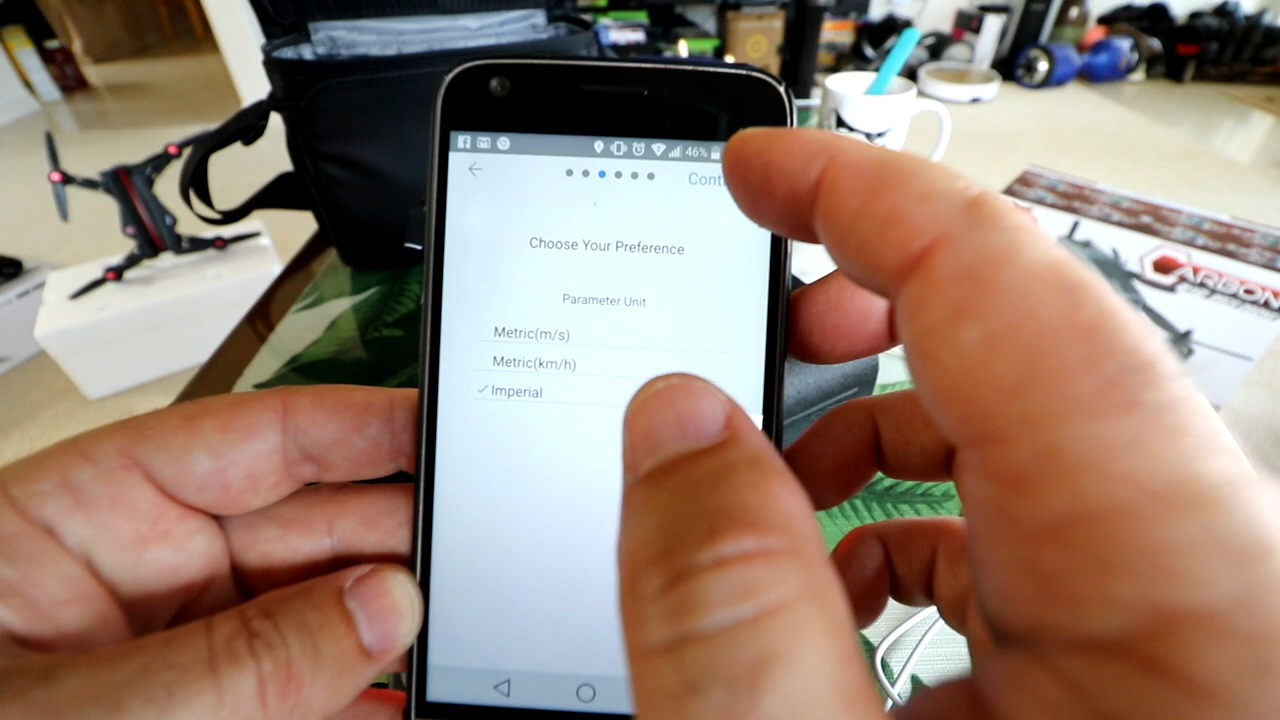 46%
Cont
Choose Your Preference
Parameter Unit
Metric(m/s)
Metric(km/h)
Imperial
CARBON